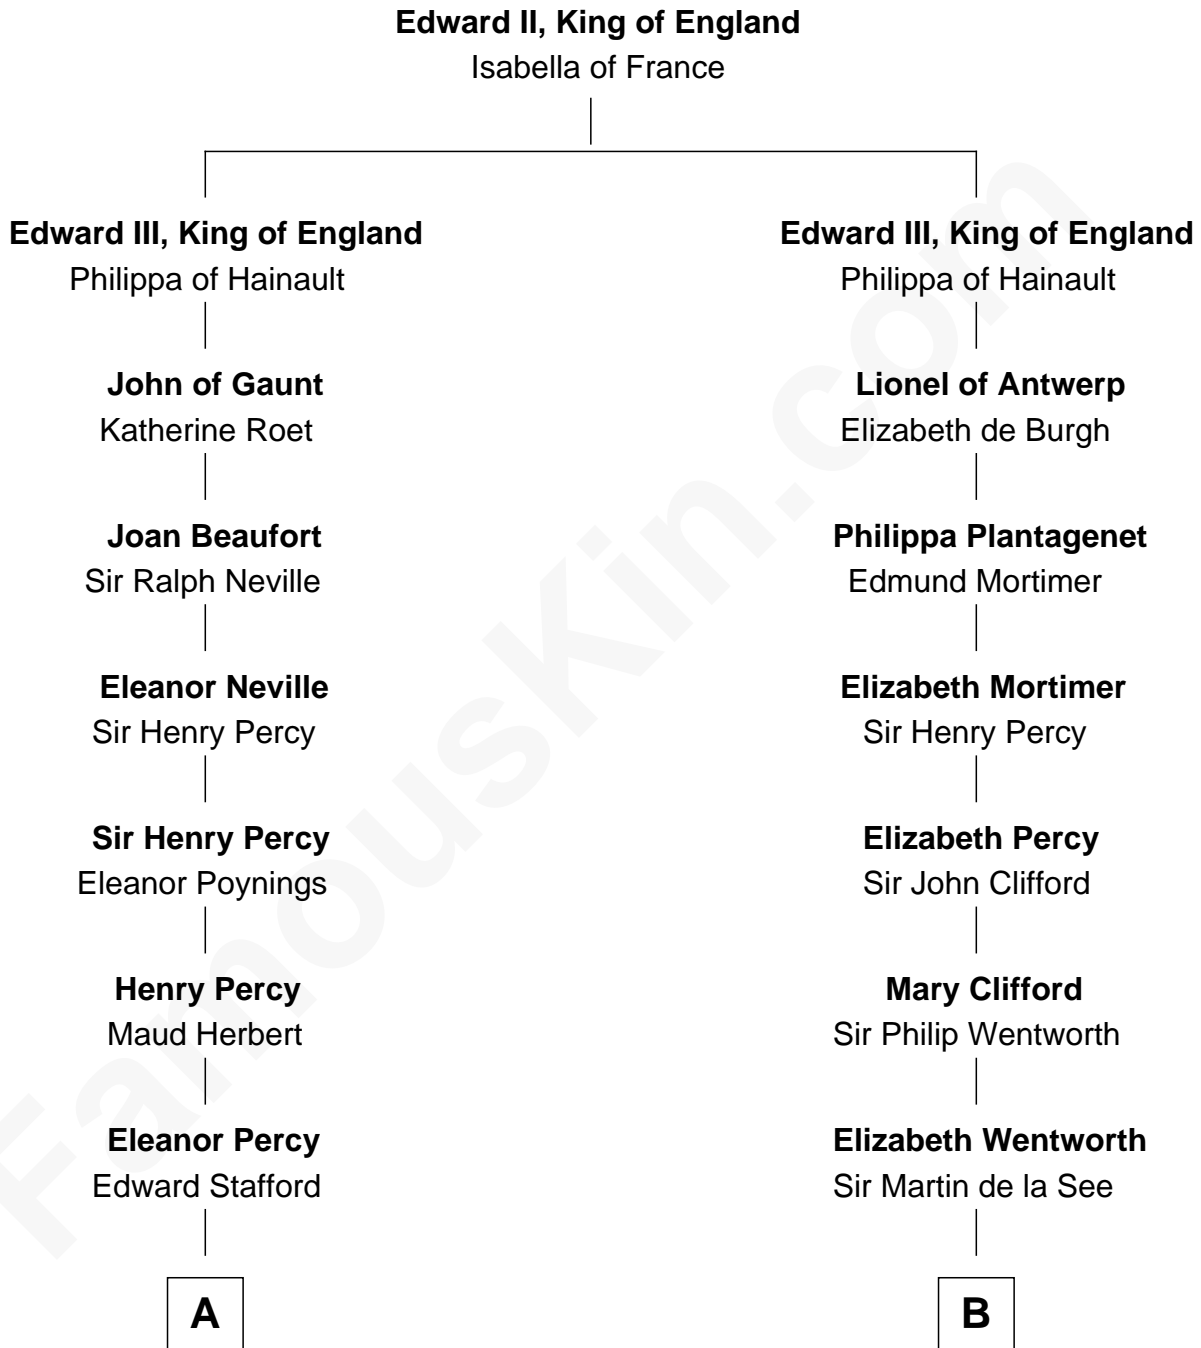 Edward II, King of England
Isabella of France
Edward III, King of England
Philippa of Hainault
Edward III, King of England
Philippa of Hainault
John of Gaunt
Katherine Roet
Lionel of Antwerp
Elizabeth de Burgh
Joan Beaufort
Sir Ralph Neville
Philippa Plantagenet
Edmund Mortimer
Eleanor Neville
Sir Henry Percy
Elizabeth Mortimer
Sir Henry Percy
Sir Henry Percy
Eleanor Poynings
Elizabeth Percy
Sir John Clifford
Henry Percy
Maud Herbert
Mary Clifford
Sir Philip Wentworth
Eleanor Percy
Edward Stafford
Elizabeth Wentworth
Sir Martin de la See
A
B
FamousKin.com